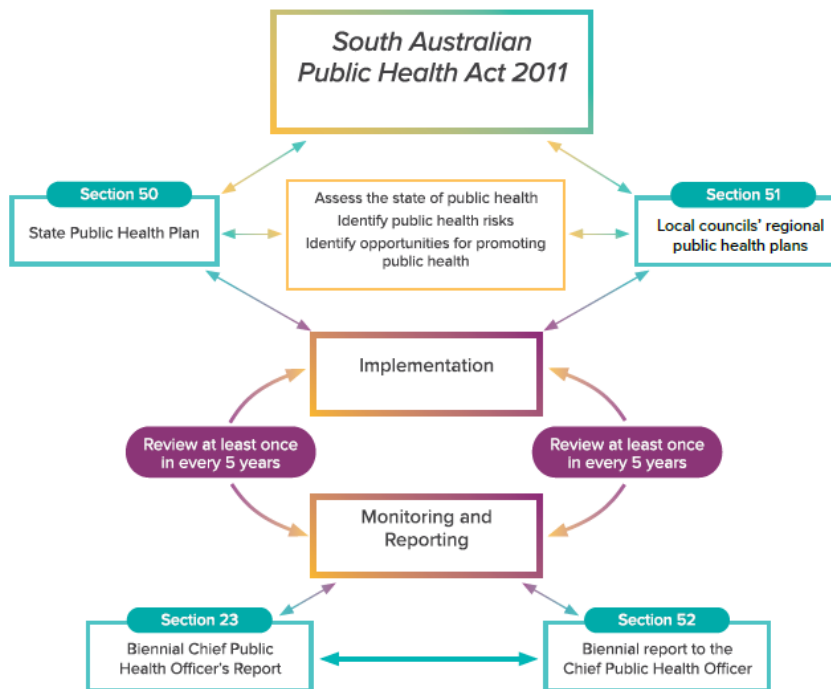 South Australian
Public Health Act 2011
Section 50
State Public Health Plan
Assess the state of public health
Identify public health risks
Identify opportunities for promoting
public health
Section 51
Local councils' regional
public health plans
Implementation
Review at least once
in every 5 years
Review at least once
in every 5 years
Monitoring and
Reporting
Section 23
Biennial Chief Public
Health Officer's Report
Section 52
Biennial report to the
Chief Public Health Officer